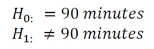 H₀: = 90 minutes
H₁: ≠ 90 minutes